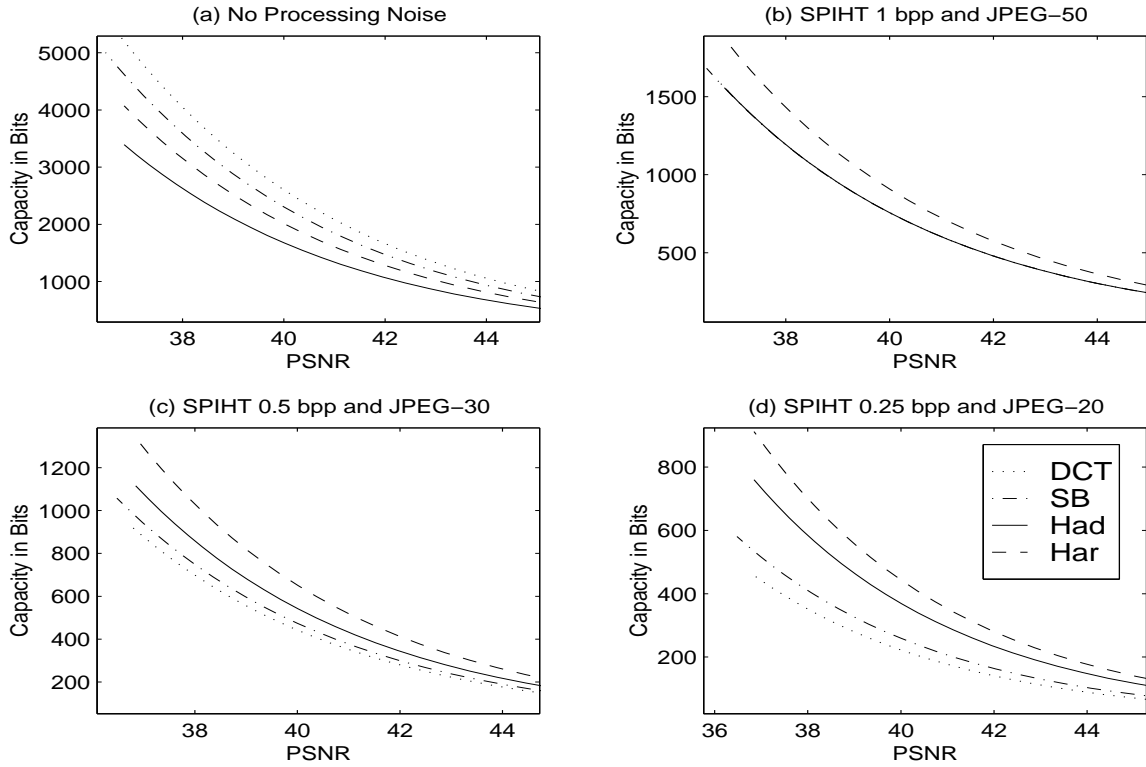 (a) No Processing Noise
5000
4000
3000
2000
1000
Capacity in Bits
38 40 42 44
PSNR
(b) SPIHT 1 bpp and JPEG−50
1500
1000
500
Capacity in Bits
38 40 42 44
PSNR
(c) SPIHT 0.5 bpp and JPEG−30
1200
1000
800
600
400
200
Capacity in Bits
38 40 42 44
PSNR
(d) SPIHT 0.25 bpp and JPEG−20
800
600
400
200
Capacity in Bits
36 38 40 42 44
PSNR
DCT
SB
Had
Har